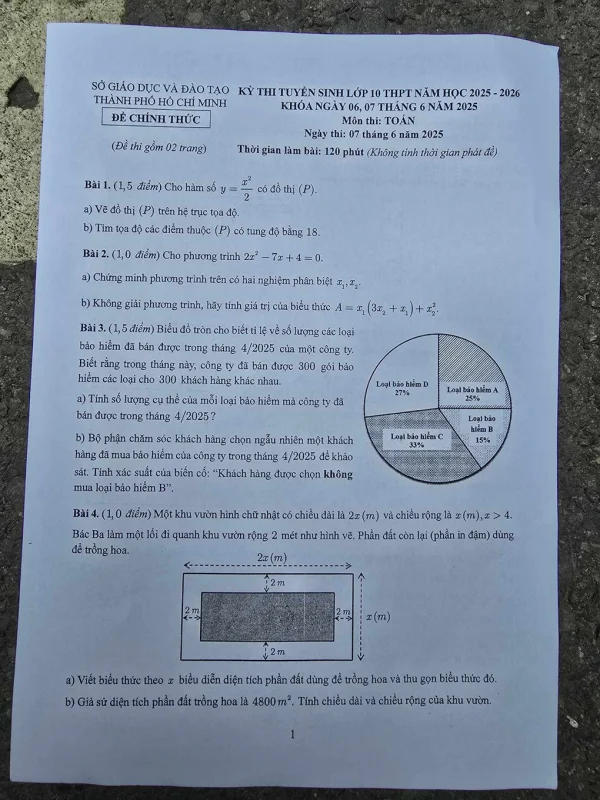 SỞ GIÁO DỤC VÀ ĐÀO TẠO
THÀNH PHỐ HỒ CHÍ MINH
ĐỀ CHÍNH THỨC
(Đề thi gồm 02 trang)
KỲ THI TUYỂN SINH LỚP 10 THPT NĂM HỌC 2025 - 2026
KHÓA NGÀY 06, 07 THÁNG 6 NĂM 2025
Môn thi: TOÁN
Ngày thi: 07 tháng 6 năm 2025
Thời gian làm bài: 120 phút (Không tính thời gian phát đề)
Bài 1. (1,5 điểm) Cho hàm số y = x²/2 có đồ thị (P).
a) Vẽ đồ thị (P) trên hệ trục tọa độ.
b) Tìm tọa độ các điểm thuộc (P) có tung độ bằng 18.
Bài 2. (1,0 điểm) Cho phương trình 2x² − 7x + 4 = 0.
a) Chứng minh phương trình trên có hai nghiệm phân biệt x₁, x₂.
b) Không giải phương trình, hãy tính giá trị của biểu thức A = x₁(3x₂ + x₁) + x₂².
Bài 3. (1,5 điểm) Biểu đồ tròn cho biết tỉ lệ về số lượng các loại
bảo hiểm đã bán được trong tháng 4/2025 của một công ty.
Biết rằng trong tháng này, công ty đã bán được 300 gói bảo
hiểm các loại cho 300 khách hàng khác nhau.
a) Tính số lượng cụ thể của mỗi loại bảo hiểm mà công ty đã
bán được trong tháng 4/2025?
b) Bộ phận chăm sóc khách hàng chọn ngẫu nhiên một khách
hàng đã mua bảo hiểm của công ty trong tháng 4/2025 để khảo
sát. Tính xác suất của biến cố: “Khách hàng được chọn không
mua loại bảo hiểm B”.
Loại bảo hiểm D
27%
Loại bảo hiểm A
25%
Loại bảo
hiểm B
15%
Loại bảo hiểm C
33%
Bài 4. (1,0 điểm) Một khu vườn hình chữ nhật có chiều dài là 2x(m) và chiều rộng là x(m), x > 4.
Bác Ba làm một lối đi quanh khu vườn rộng 2 mét như hình vẽ. Phần đất còn lại (phần in đậm) dùng
để trồng hoa.
2x(m)
2m
2m
2m
x(m)
2m
a) Viết biểu thức theo x biểu diễn diện tích phần đất dùng để trồng hoa và thu gọn biểu thức đó.
b) Giả sử diện tích phần đất trồng hoa là 4800m². Tính chiều dài và chiều rộng của khu vườn.
1